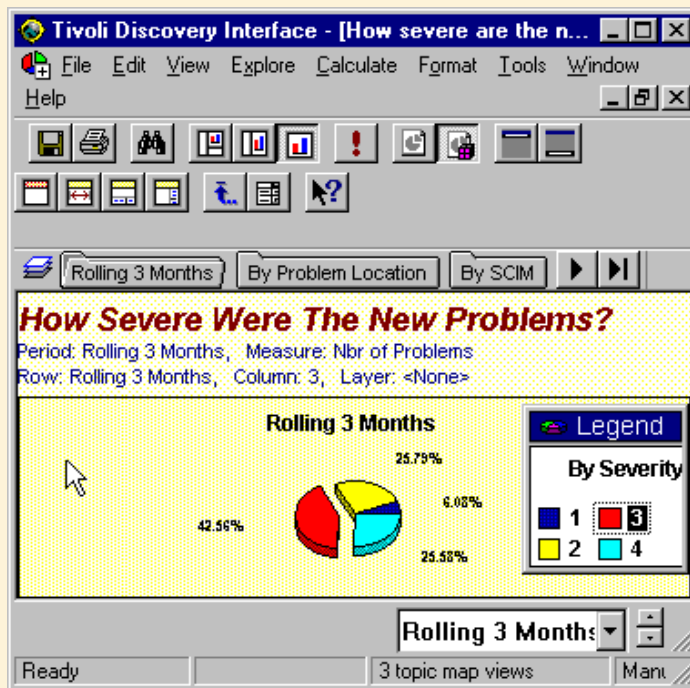 Tivoli Discovery Interface - [How severe are the n...
File Edit View Explore Calculate Format Tools Window
Help
Rolling 3 Months By Problem Location By SCIM
How Severe Were The New Problems?
Period: Rolling 3 Months, Measure: Nbr of Problems
Row: Rolling 3 Months, Column: 3, Layer: <None>
Rolling 3 Months
25.79%
6.08%
42.56%
25.58%
Legend
By Severity
1 3
2 4
Rolling 3 Months
Ready 3 topic map views Manu